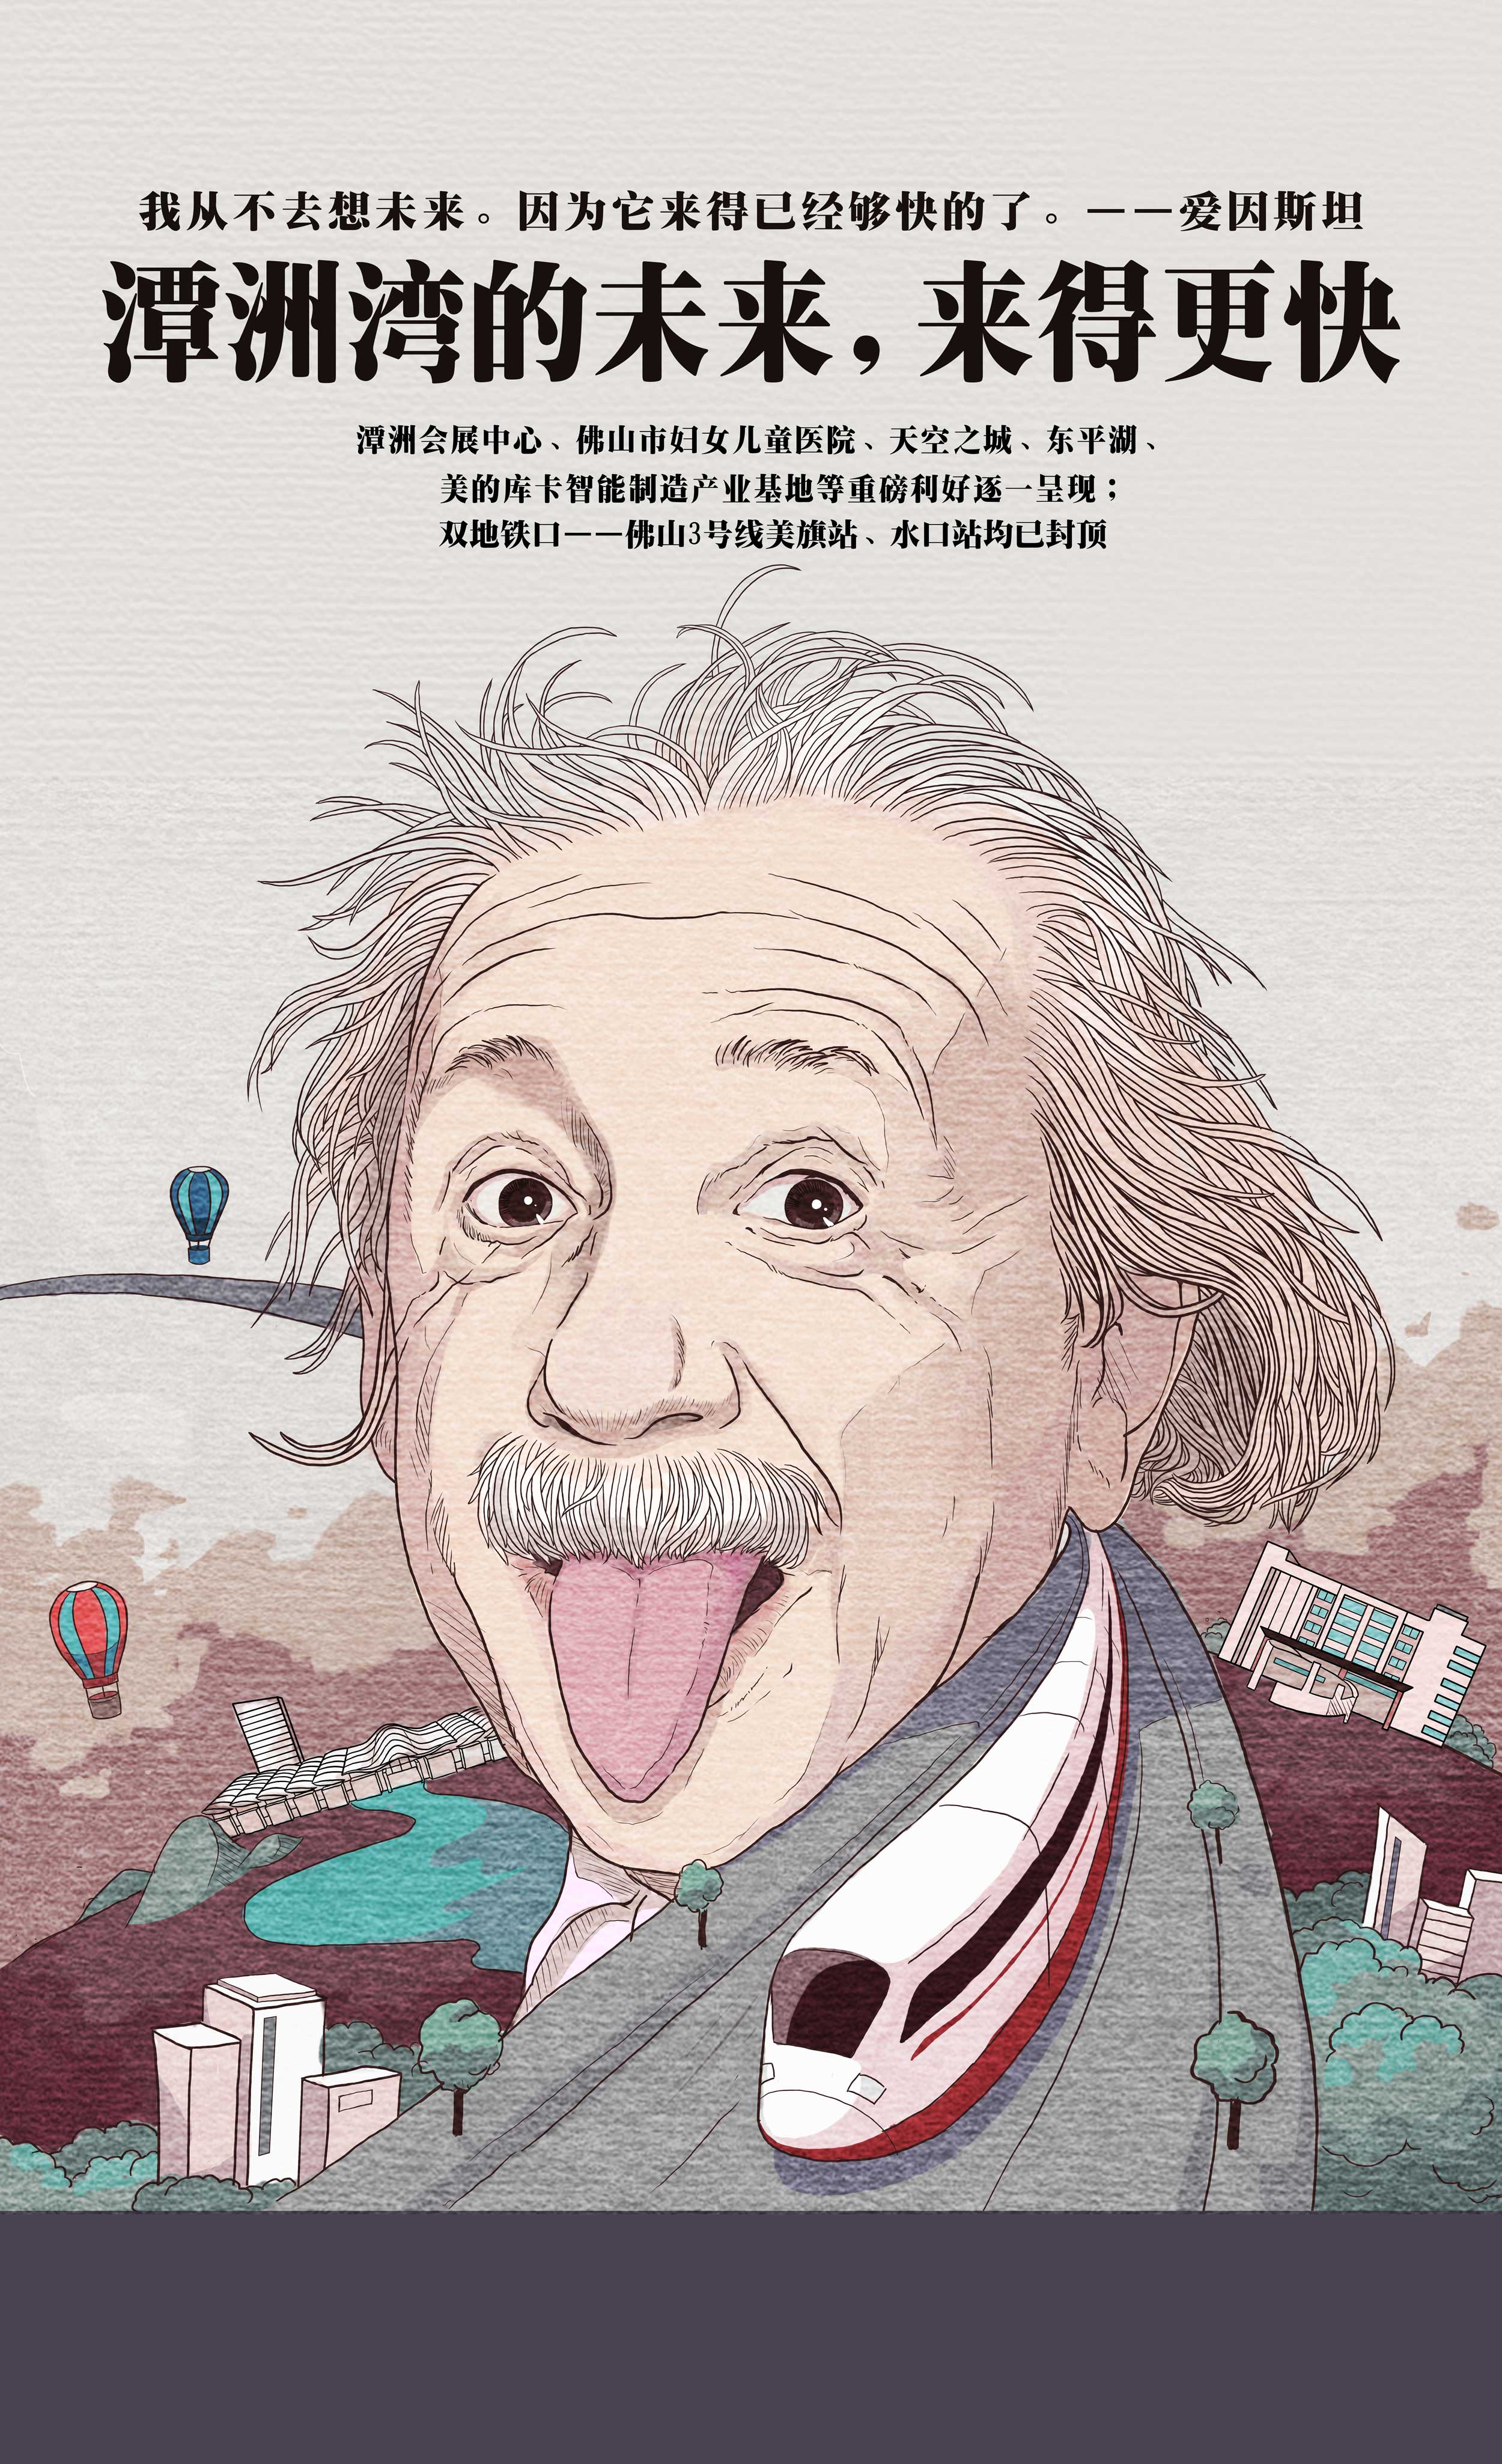 我从不去想未来。因为它来得已经够快的了。——爱因斯坦
潭洲湾的未来，来得更快
潭洲会展中心、佛山市妇女儿童医院、天空之城、东平湖、
美的库卡智能制造产业基地等重磅利好逐一呈现；
双地铁口——佛山3号线美旗站、水口站均已封顶